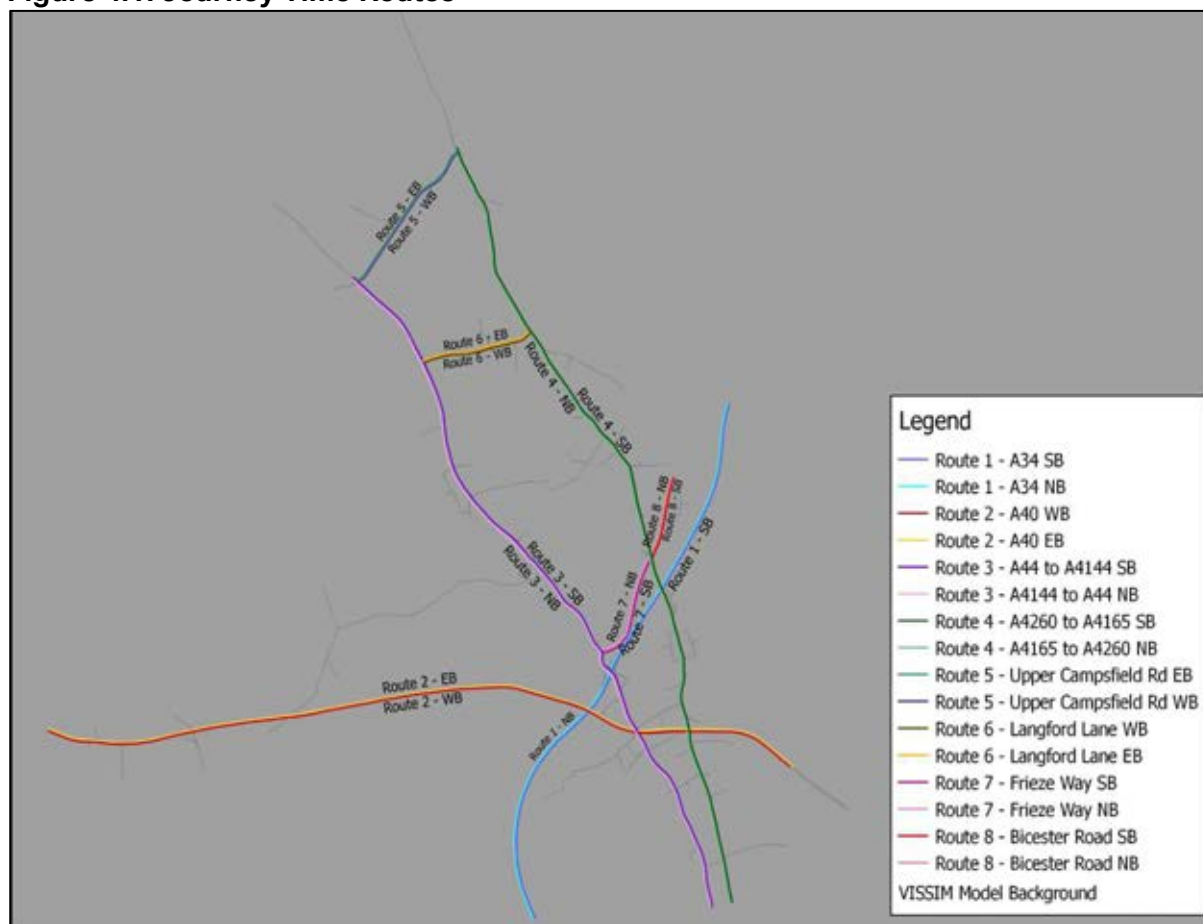 Route 5 - EB
Route 5 - WB
Route 6 - EB
Route 6 - WB
Route 4 - NB
Route 4 - SB
Route 8 - NB
Route 8 - SB
Route 1 - SB
Route 3 - SB
Route 3 - NB
Route 7 - NB
Route 7 - SB
Route 2 - EB
Route 2 - WB
Route 1 - NB
Legend
Route 1 - A34 SB
Route 1 - A34 NB
Route 2 - A40 WB
Route 2 - A40 EB
Route 3 - A44 to A4144 SB
Route 3 - A4144 to A44 NB
Route 4 - A4260 to A4165 SB
Route 4 - A4165 to A4260 NB
Route 5 - Upper Campsfield Rd EB
Route 5 - Upper Campsfield Rd WB
Route 6 - Langford Lane WB
Route 6 - Langford Lane EB
Route 7 - Frieze Way SB
Route 7 - Frieze Way NB
Route 8 - Bicester Road SB
Route 8 - Bicester Road NB
VISSIM Model Background